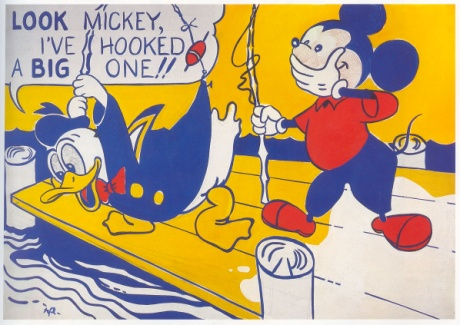 LOOK MICKEY,
I'VE HOOKED
A BIG ONE!!